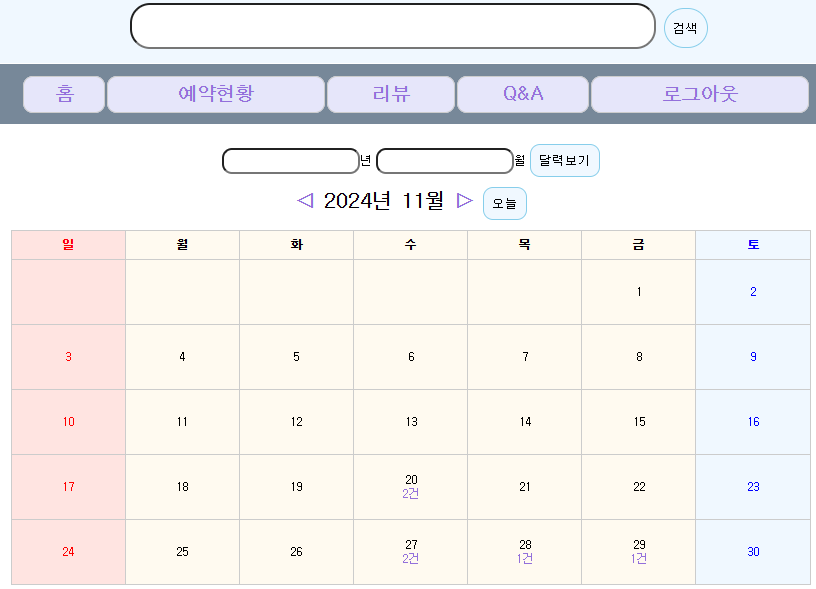 검색
홈 예약현황 리뷰 Q&A 로그아웃
년 월 달력보기
◁ 2024년 11월 ▷ 오늘
일 월 화 수 목 금 토
1 2
3 4 5 6 7 8 9
10 11 12 13 14 15 16
17 18 19 20 21 22 23
2건
24 25 26 27 28 29 30
2건 1건 1건